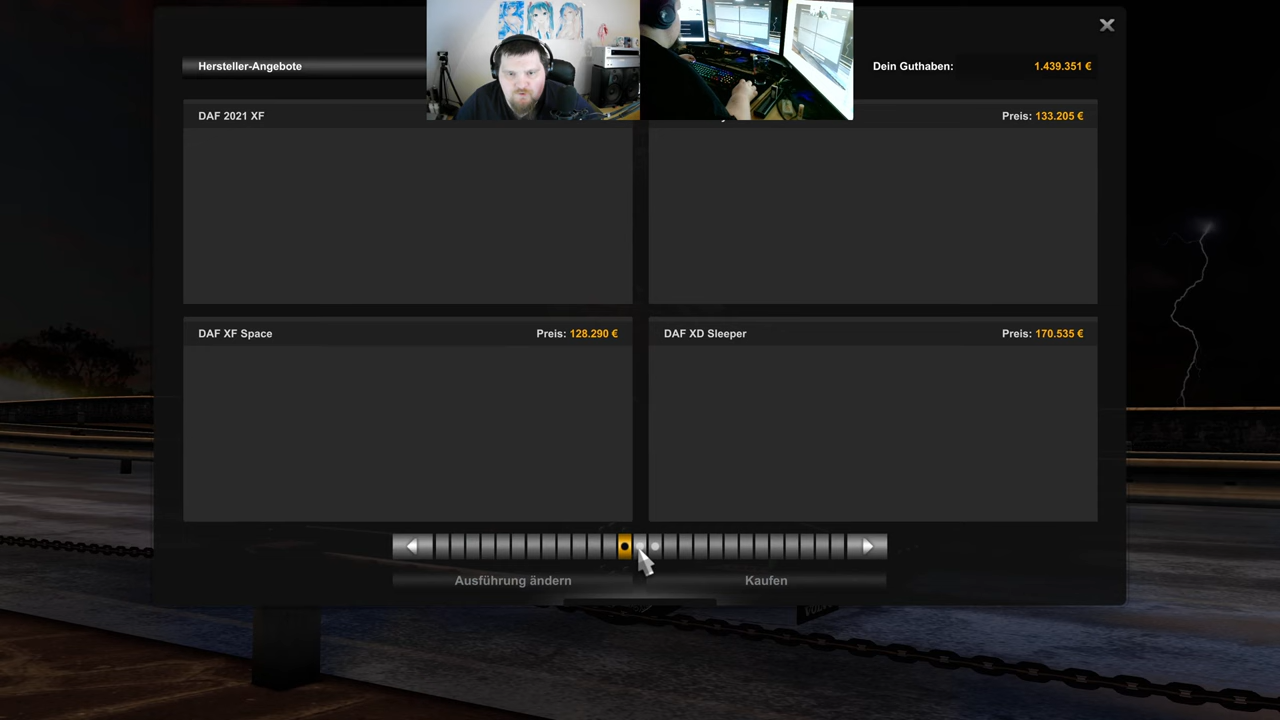 Hersteller-Angebote
Dein Guthaben: 1.439.351 €
DAF 2021 XF
Preis: 133.205 €
DAF XF Space Preis: 128.290 €
DAF XD Sleeper Preis: 170.535 €
Ausführung ändern
Kaufen